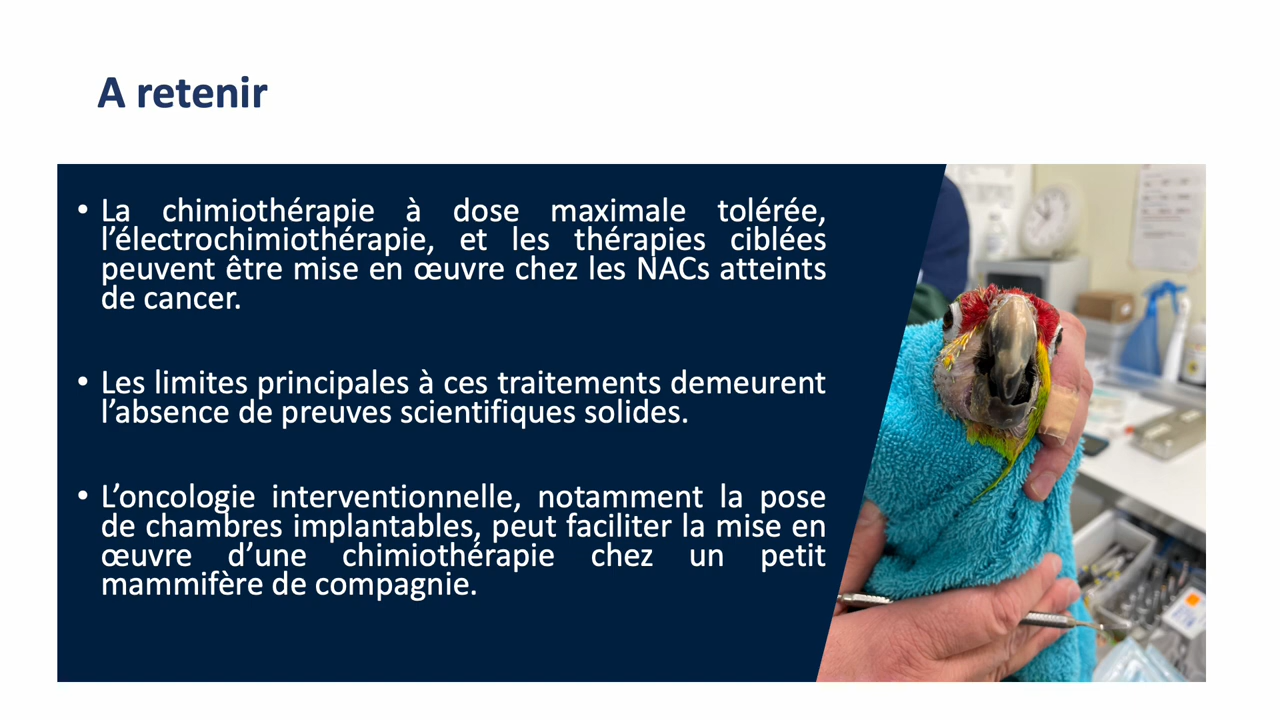 A retenir
• La chimiothérapie à dose maximale tolérée,
l’électrochimiothérapie, et les thérapies ciblées
peuvent être mise en œuvre chez les NACs atteints
de cancer.
• Les limites principales à ces traitements demeurent
l’absence de preuves scientifiques solides.
• L’oncologie interventionnelle, notamment la pose
de chambres implantables, peut faciliter la mise en
œuvre d’une chimiothérapie chez un petit
mammifère de compagnie.